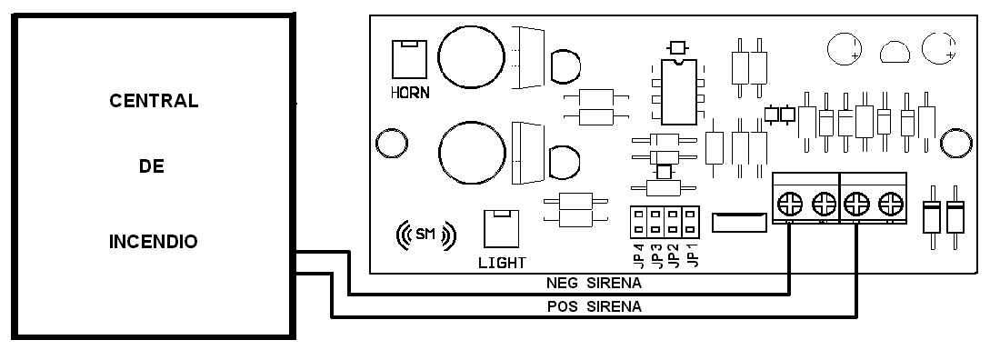 CENTRAL
DE
INCENDIO
HORN
SM
LIGHT
JP4
JP3
JP2
JP1
NEG SIRENA
POS SIRENA